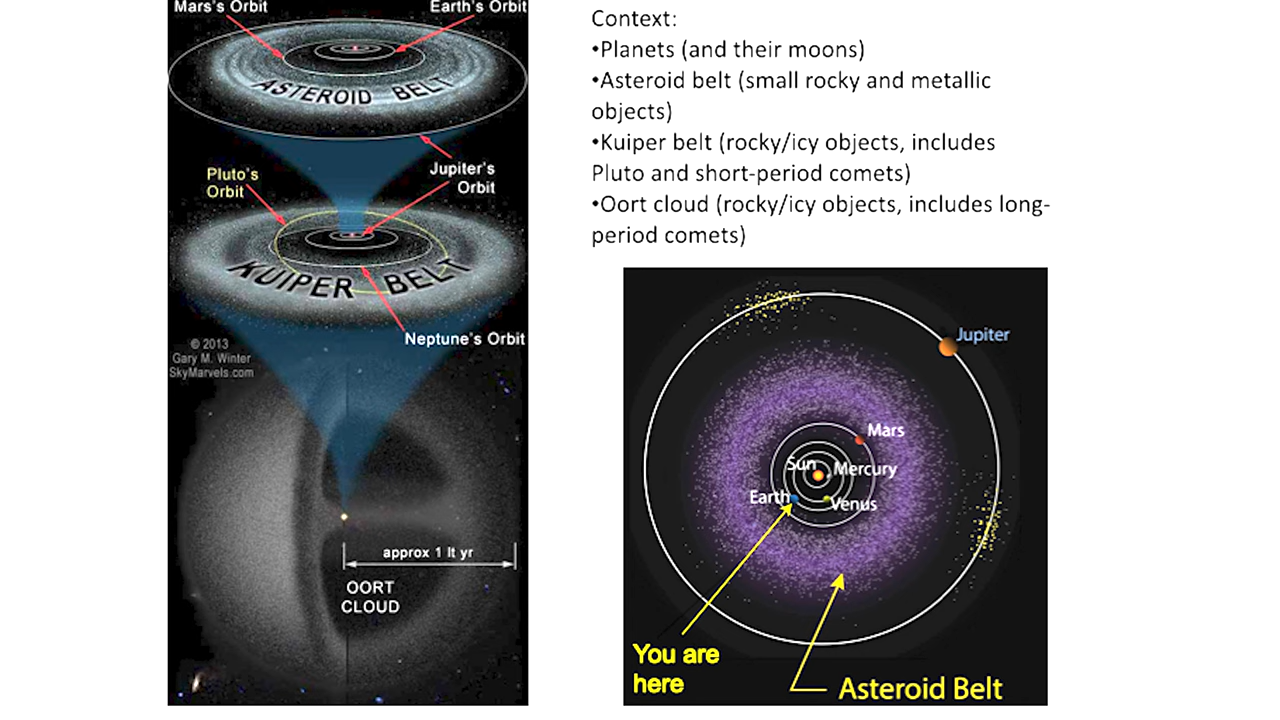 Mars's Orbit
Earth's Orbit
ASTEROID BELT
Jupiter's
Orbit
Pluto's
Orbit
KUIPER BELT
Neptune's Orbit
© 2013
Gary M. Winter
SkyMarvels.com
approx 1 lt yr
OORT
CLOUD
Context:
•Planets (and their moons)
•Asteroid belt (small rocky and metallic
objects)
•Kuiper belt (rocky/icy objects, includes
Pluto and short-period comets)
•Oort cloud (rocky/icy objects, includes long-
period comets)
Jupiter
Mars
Sun
Mercury
Earth
Venus
You are
here
Asteroid Belt